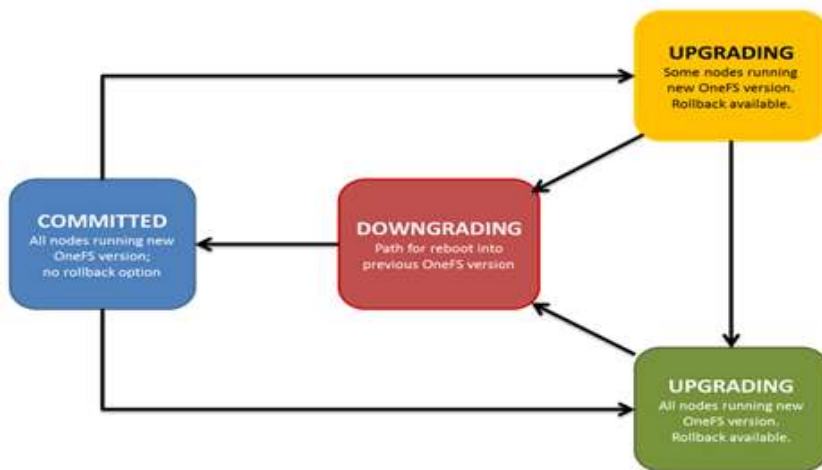 UPGRADING
Some nodes running
new OneFS version.
Rollback available.
COMMITTED
All nodes running new
OneFS version;
no rollback option
DOWNGRADING
Path for reboot into
previous OneFS version
UPGRADING
All nodes running new
OneFS version.
Rollback available.